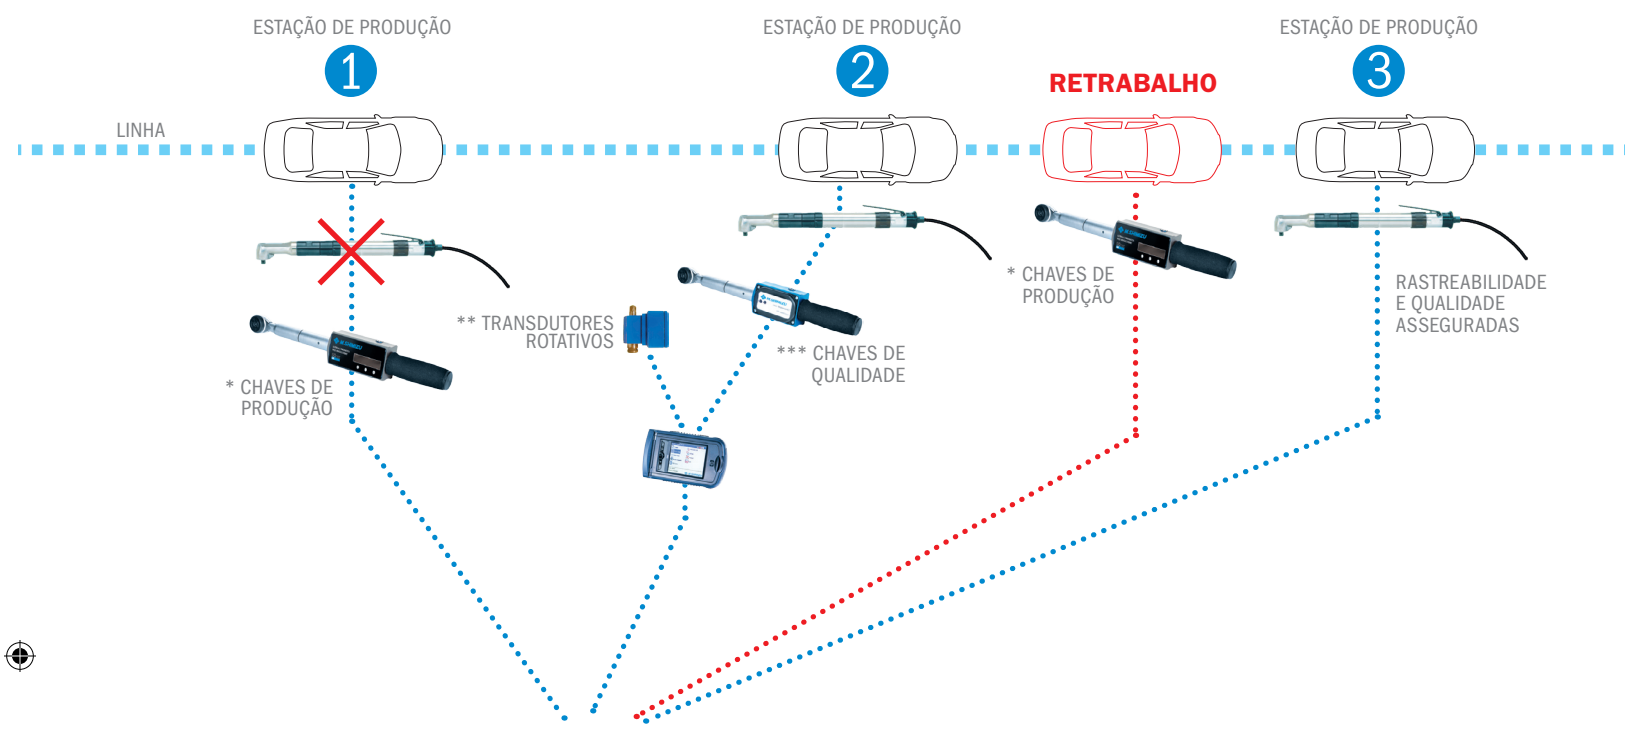 ESTAÇÃO DE PRODUÇÃO
1
ESTAÇÃO DE PRODUÇÃO
2
RETRABALHO
ESTAÇÃO DE PRODUÇÃO
3
LINHA
* CHAVES DE
PRODUÇÃO
** TRANSDUTORES
ROTATIVOS
*** CHAVES DE
QUALIDADE
* CHAVES DE
PRODUÇÃO
RASTREABILIDADE
E QUALIDADE
ASSEGURADAS